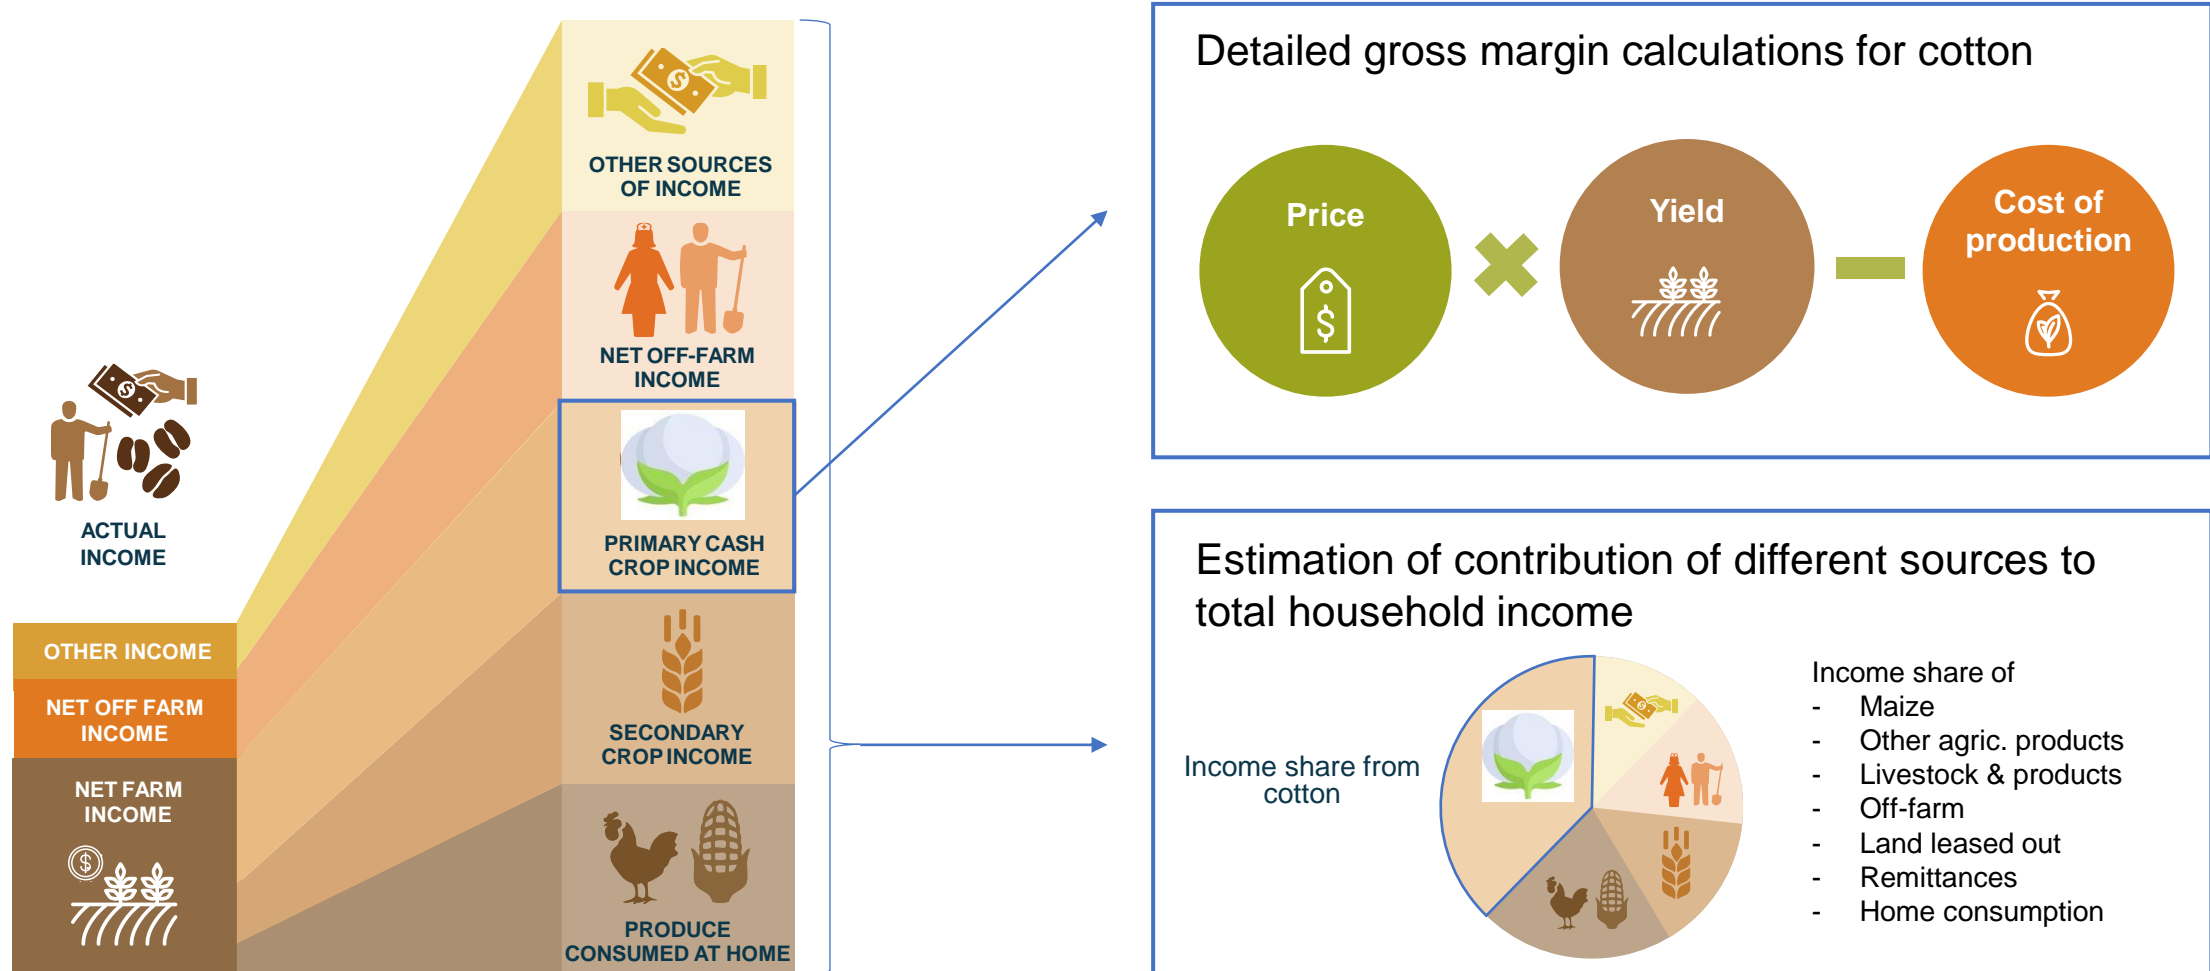 ACTUAL
INCOME
OTHER INCOME
NET OFF FARM
INCOME
NET FARM
INCOME
OTHER SOURCES
OF INCOME
NET OFF-FARM
INCOME
PRIMARY CASH
CROP INCOME
SECONDARY
CROP INCOME
PRODUCE
CONSUMED AT HOME
Detailed gross margin calculations for cotton
Price
Yield
Cost of
production
Estimation of contribution of different sources to
total household income
Income share from
cotton
Income share of
- Maize
- Other agric. products
- Livestock & products
- Off-farm
- Land leased out
- Remittances
- Home consumption